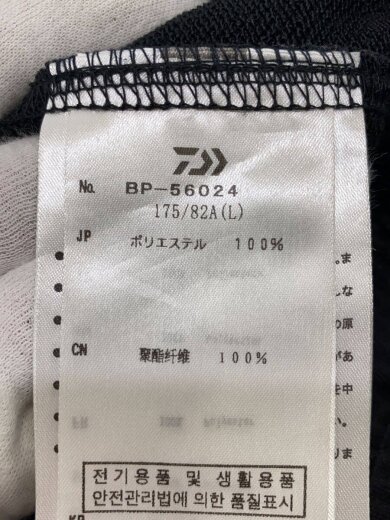 No. BP-56024
175/82A(L)
JP ポリエステル 100%
CN 聚酯纤维 100%
전기용품 및 생활용품
안전관리법에 의한 품질표시